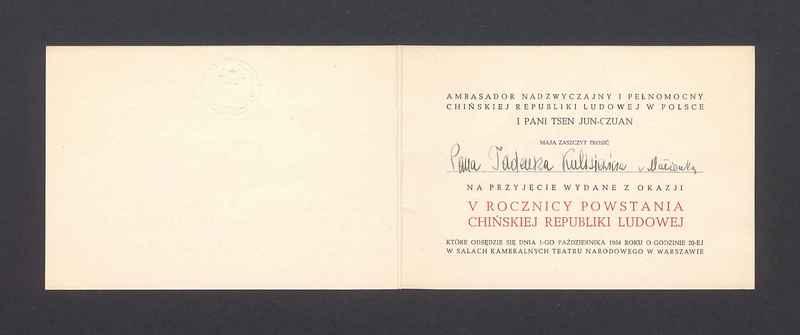 AMBASADOR NADZWYCZAJNY I PEŁNOMOCNY
CHIŃSKIEJ REPUBLIKI LUDOWEJ W POLSCE
I PANI TSEN JUN-CZUAN
MAJĄ ZASZCZYT PROSIĆ
Pana Tadeusza Kulisiewicza z Małżonką
NA PRZYJĘCIE WYDANE Z OKAZJI
V ROCZNICY POWSTANIA
CHIŃSKIEJ REPUBLIKI LUDOWEJ
KTÓRE ODBĘDZIE SIĘ DNIA 1-GO PAŹDZIERNIKA 1954 ROKU O GODZINIE 20-EJ
W SALACH KAMERALNYCH TEATRU NARODOWEGO W WARSZAWIE